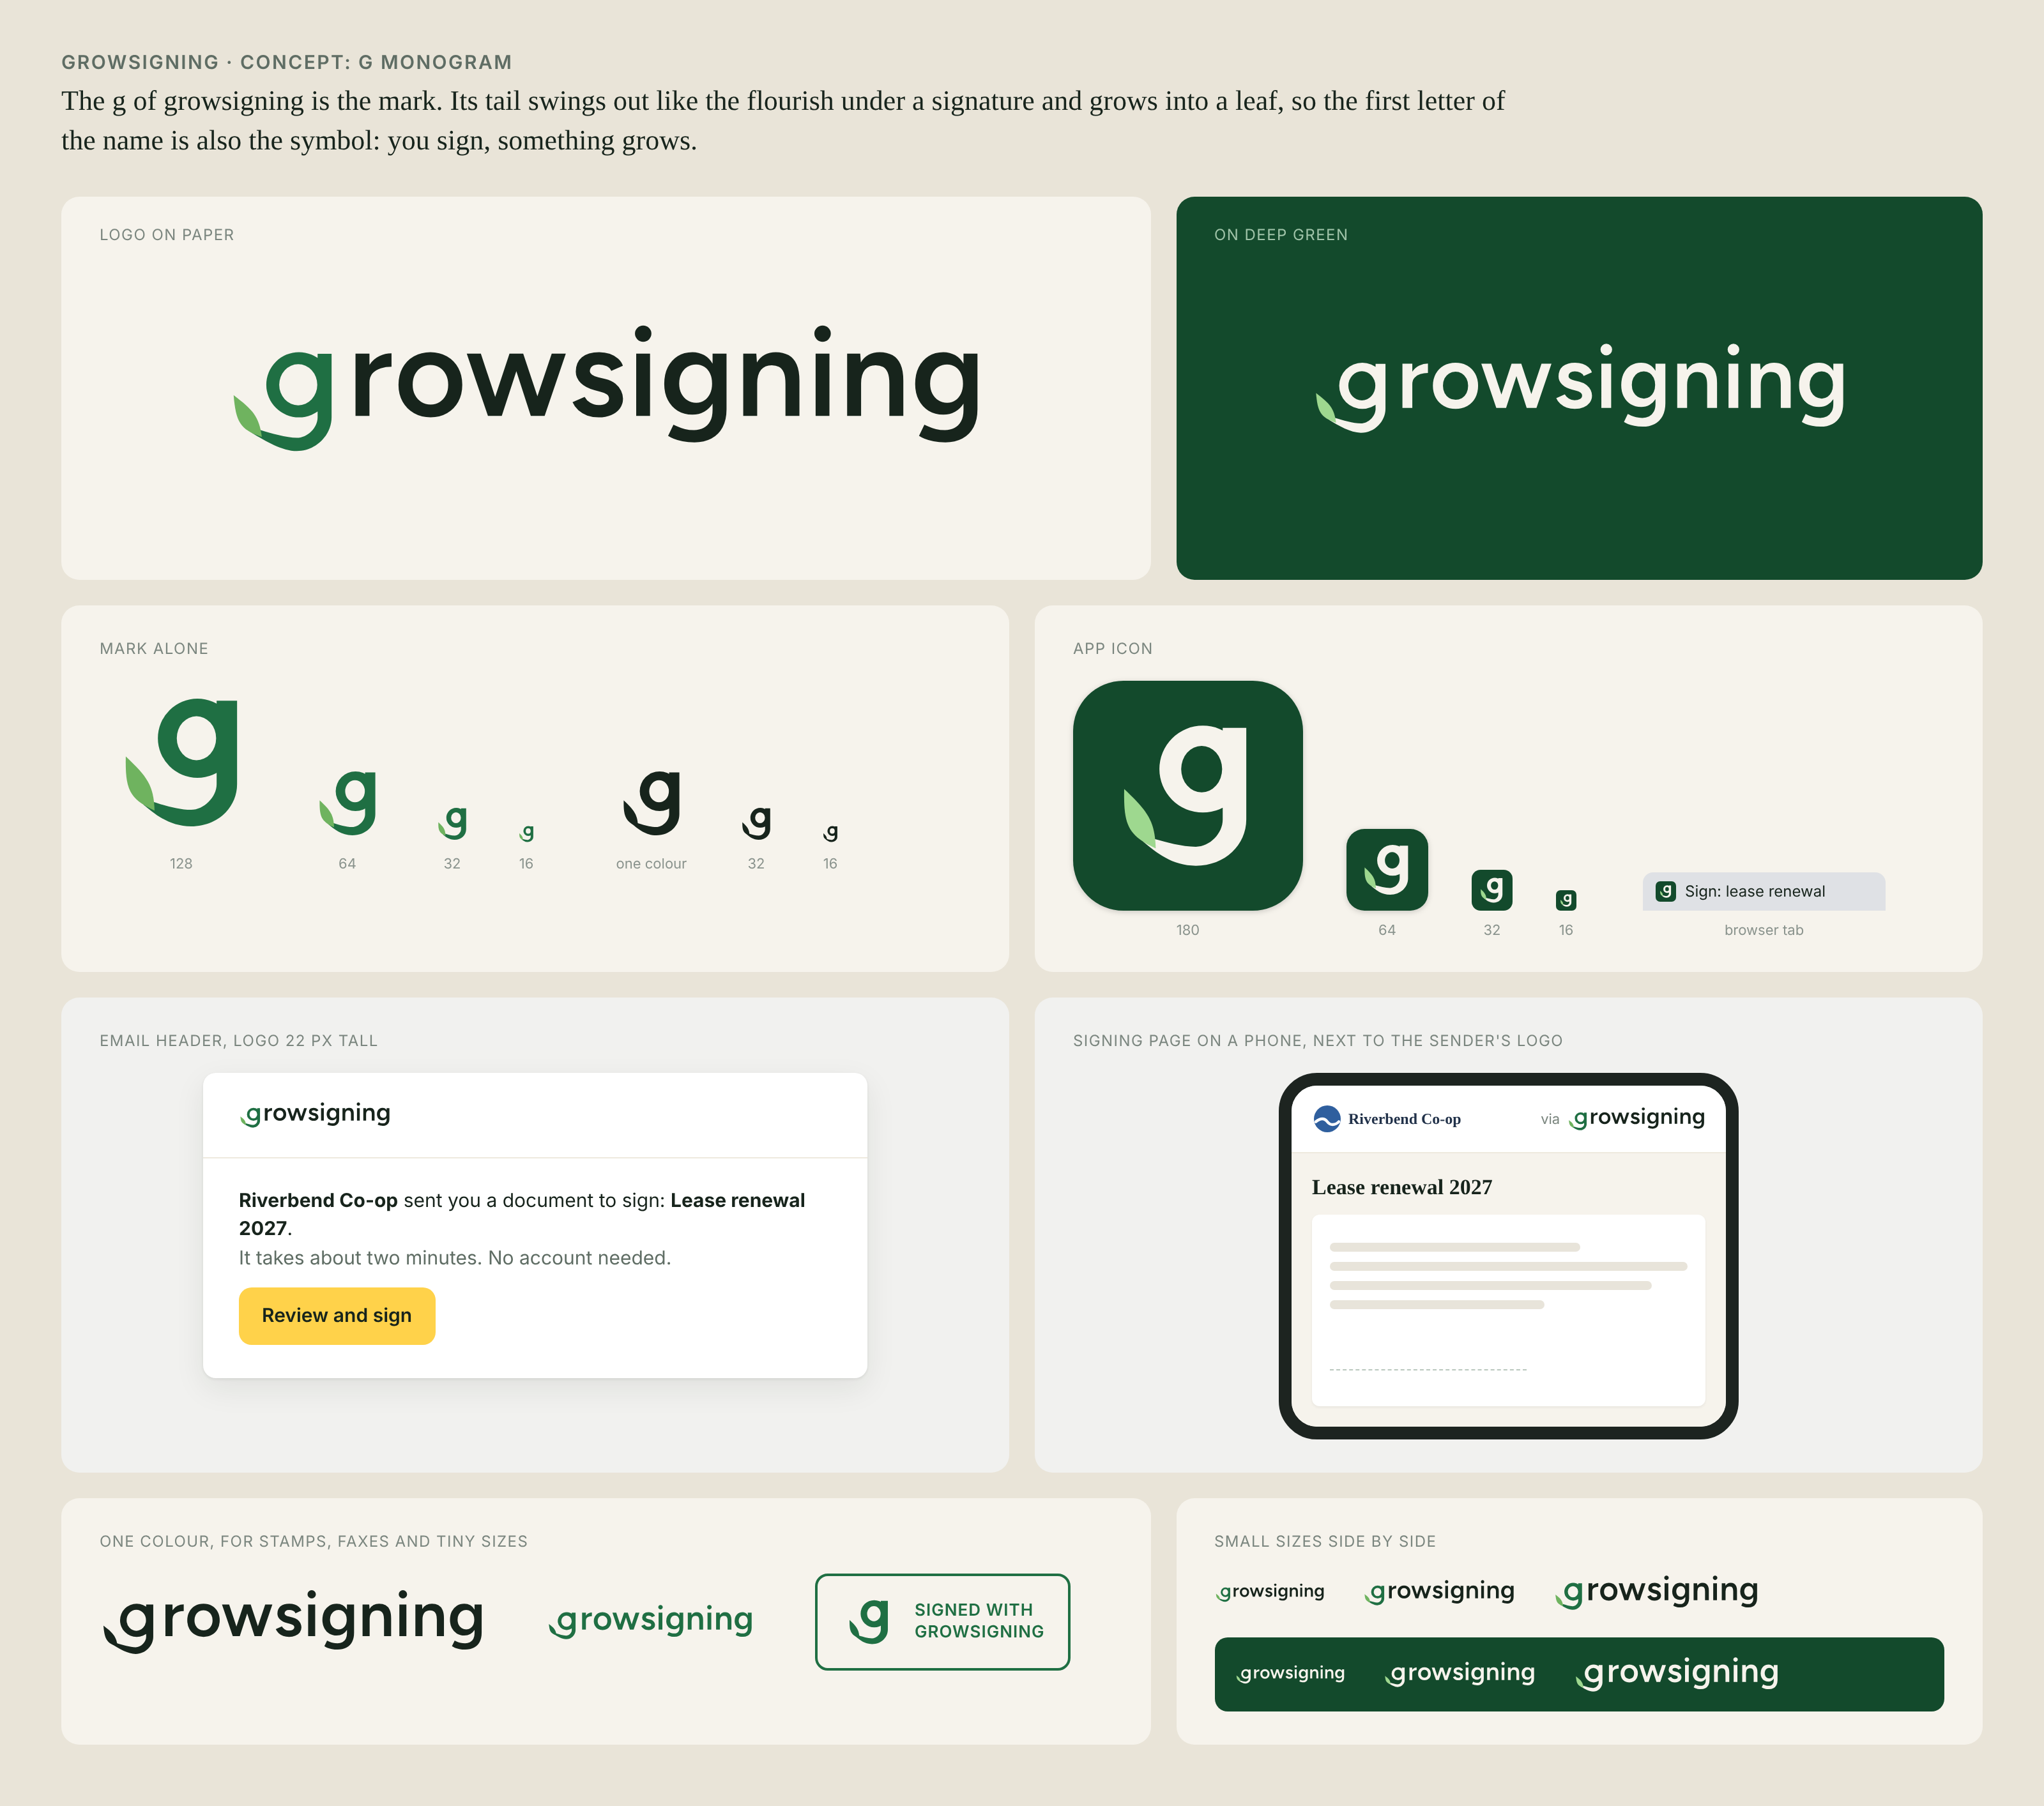 GROWSIGNING · CONCEPT: G MONOGRAM
The g of growsigning is the mark. Its tail swings out like the flourish under a signature and grows into a leaf, so the first letter of
the name is also the symbol: you sign, something grows.
LOGO ON PAPER
growsigning
ON DEEP GREEN
growsigning
MARK ALONE
g g g g g g g
128 64 32 16 one colour 32 16
APP ICON
g g g g g Sign: lease renewal
180 64 32 16 browser tab
EMAIL HEADER, LOGO 22 PX TALL
growsigning
Riverbend Co-op sent you a document to sign: Lease renewal
2027.
It takes about two minutes. No account needed.
Review and sign
SIGNING PAGE ON A PHONE, NEXT TO THE SENDER'S LOGO
Riverbend Co-op via growsigning
Lease renewal 2027
ONE COLOUR, FOR STAMPS, FAXES AND TINY SIZES
growsigning growsigning g SIGNED WITH
GROWSIGNING
SMALL SIZES SIDE BY SIDE
growsigning growsigning growsigning
growsigning growsigning growsigning